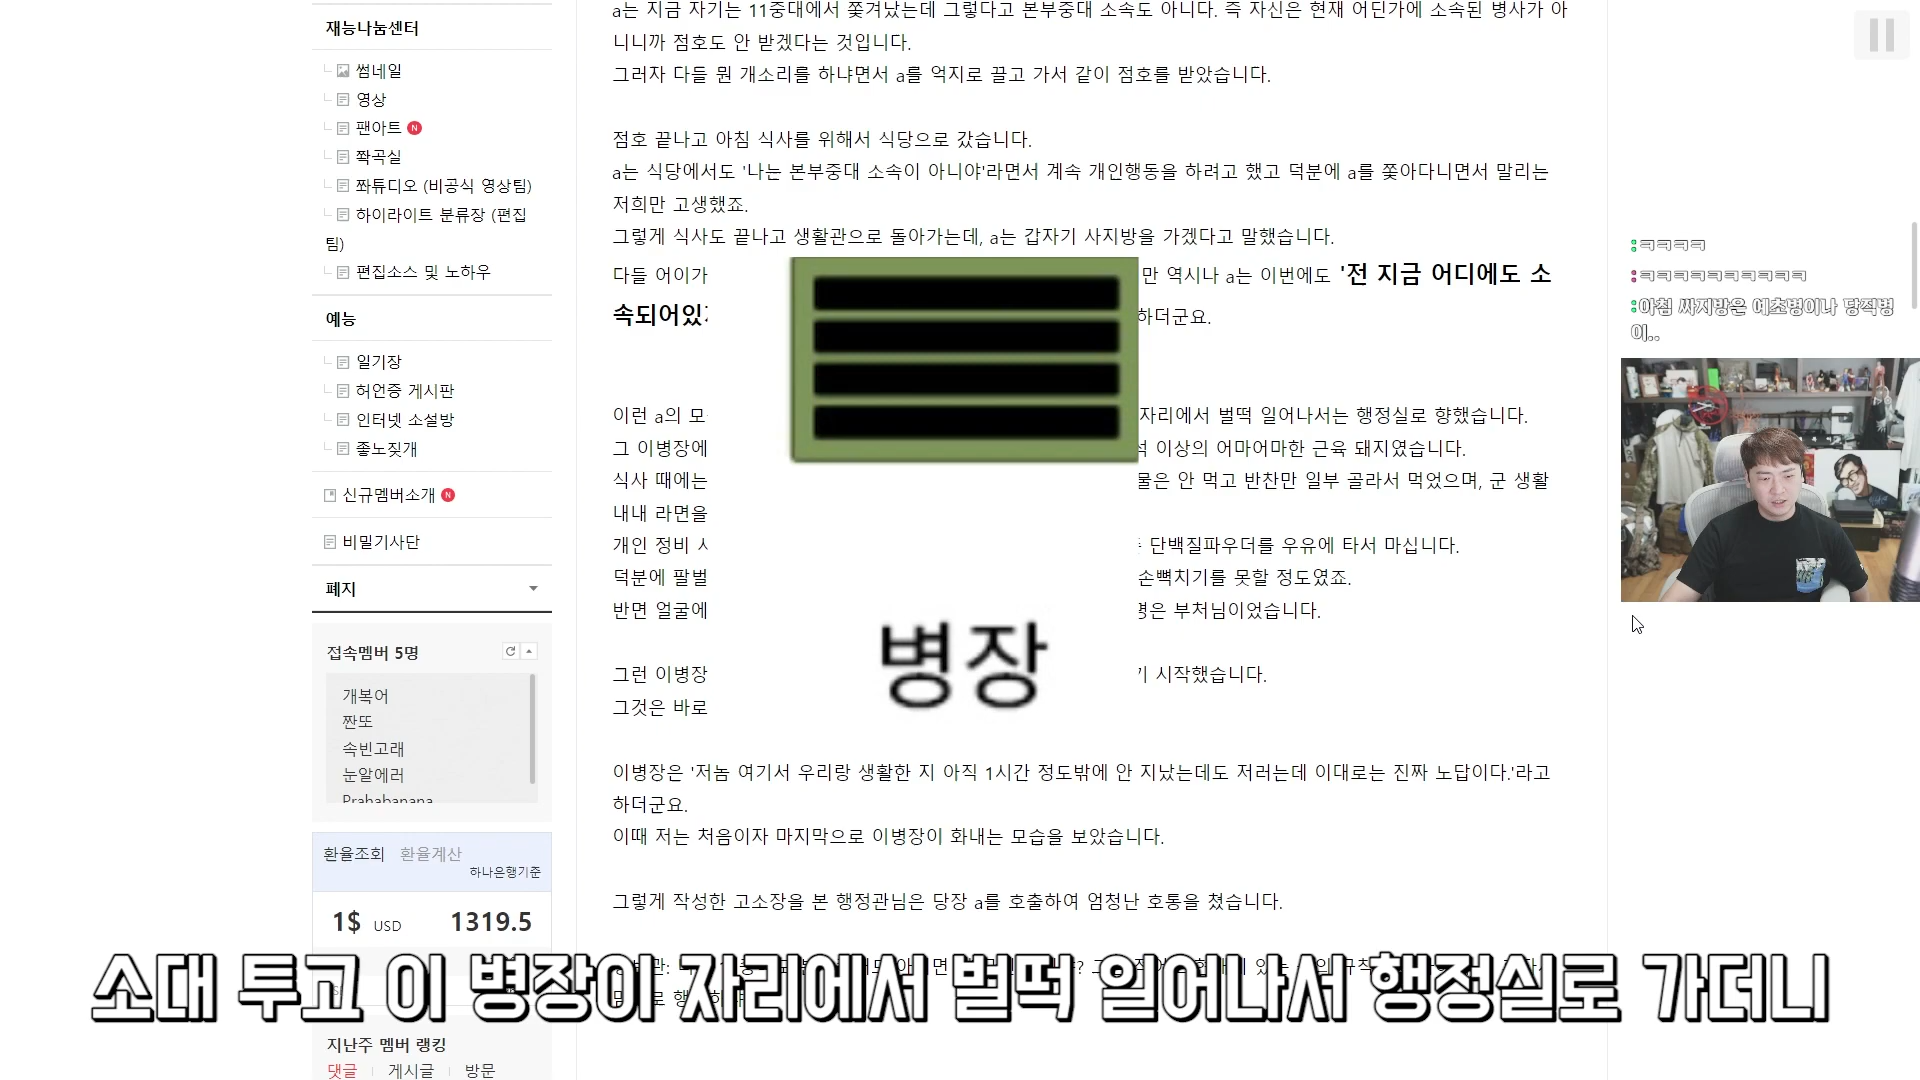 재능나눔센터
썸네일
영상
팬아트 N
쫙곡실
쫘튜디오 (비공식 영상팀)
하이라이트 분류장 (편집
팀)
편집소스 및 노하우
예능
일기장
허언증 게시판
인터넷 소설방
좋노짖개
신규멤버소개 N
비밀기사단
폐지
접속멤버 5명
개복어
짠또
속빈고래
눈알에러
Prahabanana
환율조회 환율계산
하나은행기준
1$ USD 1319.5
지난주 멤버 랭킹
댓글 게시글 방문
a는 지금 자기는 11중대에서 쫓겨났는데 그렇다고 본부중대 소속도 아니다. 즉 자신은 현재 어딘가에 소속된 병사가 아
니니까 점호도 안 받겠다는 것입니다.
그러자 다들 뭔 개소리를 하냐면서 a를 억지로 끌고 가서 같이 점호를 받았습니다.
점호 끝나고 아침 식사를 위해서 식당으로 갔습니다.
a는 식당에서도 '나는 본부중대 소속이 아니야'라면서 계속 개인행동을 하려고 했고 덕분에 a를 쫓아다니면서 말리는
저희만 고생했죠.
그렇게 식사도 끝나고 생활관으로 돌아가는데, a는 갑자기 사지방을 가겠다고 말했습니다.
다들 어이가 만 역시나 a는 이번에도 '전 지금 어디에도 소
속되어있 하더군요.
이런 a의 모 자리에서 벌떡 일어나서는 행정실로 향했습니다.
그 이병장에 이상의 어마어마한 근육 돼지였습니다.
식사 때에는 물은 안 먹고 반찬만 일부 골라서 먹었으며, 군 생활
내내 라면을
개인 정비 단백질파우더를 우유에 타서 마십니다.
덕분에 팔벌 손뼉치기를 못할 정도였죠.
반면 얼굴에 부처님이었습니다.
병장
그런 이병장 시작했습니다.
그것은 바로
이병장은 '저놈 여기서 우리랑 생활한 지 아직 1시간 정도밖에 안 지났는데도 저러는데 이대로는 진짜 노답이다.'라고
하더군요.
이때 저는 처음이자 마지막으로 이병장이 화내는 모습을 보았습니다.
그렇게 작성한 고소장을 본 행정관님은 당장 a를 호출하여 엄청난 호통을 쳤습니다.
:ㅋㅋㅋㅋ
:ㅋㅋㅋㅋㅋㅋㅋㅋㅋㅋ
:아침 싸지방은 예초병이나 당직병
이..
소대 투고 이 병장이 자리에서 벌떡 일어나서 행정실로 가더니